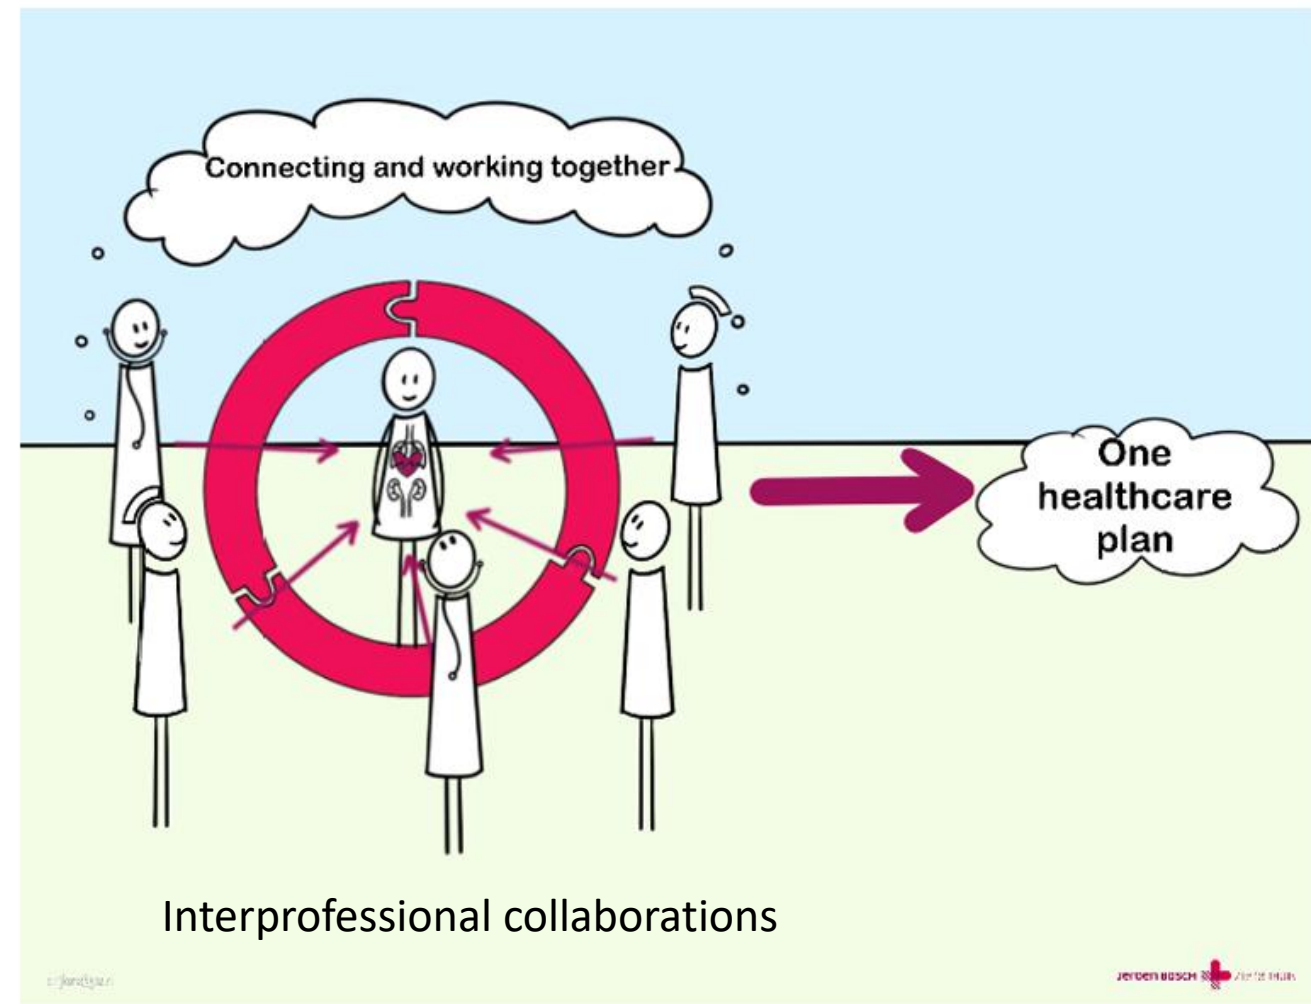 Connecting and working together
One
healthcare
plan
Interprofessional collaborations
JEROEN BOSCH